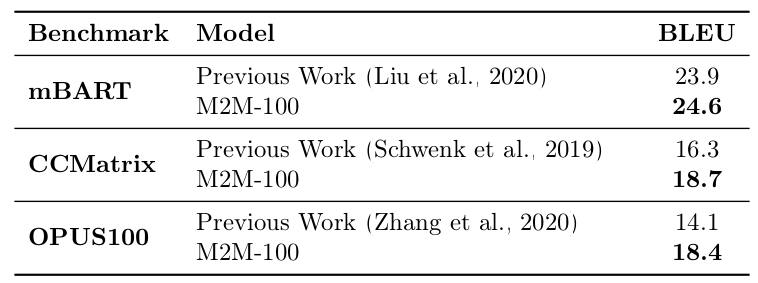 Benchmark Model BLEU
mBART
Previous Work (Liu et al., 2020) 23.9
M2M-100 24.6
CCMatrix
Previous Work (Schwenk et al., 2019) 16.3
M2M-100 18.7
OPUS100
Previous Work (Zhang et al., 2020) 14.1
M2M-100 18.4